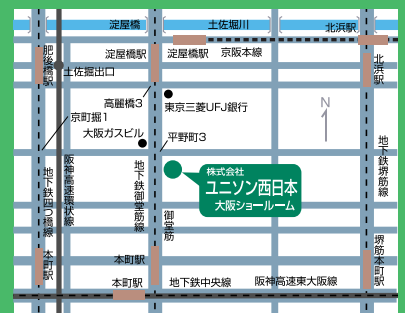 淀屋橋
土佐堀川
北浜駅
淀屋橋駅
淀屋橋駅
京阪本線
肥後橋駅
土佐掘出口
北浜駅
高麗橋3
東京三菱UFJ銀行
京町掘1
大阪ガスビル
平野町3
N
株式会社
ユニソン西日本
大阪ショールーム
地下鉄四つ橋線
阪神高速環状線
地下鉄御堂筋線
御堂筋
地下鉄堺筋線
本町駅
本町駅
堺筋本町駅
本町駅
地下鉄中央線
阪神高速東大阪線